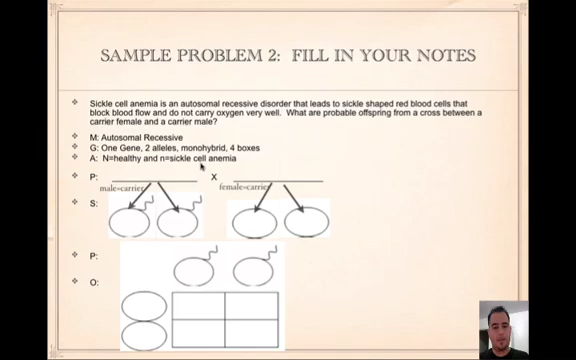 SAMPLE PROBLEM 2: FILL IN YOUR NOTES
❖ Sickle cell anemia is an autosomal recessive disorder that leads to sickle shaped red blood cells that
block blood flow and do not carry oxygen very well. What are probable offspring from a cross between a
carrier female and a carrier male?
❖ M: Autosomal Recessive
❖ G: One Gene, 2 alleles, monohybrid, 4 boxes
❖ A: N=healthy and n=sickle cell anemia
❖ P: ____________ X ____________
male=carrier female=carrier
❖ S:
❖ P:
❖ O: